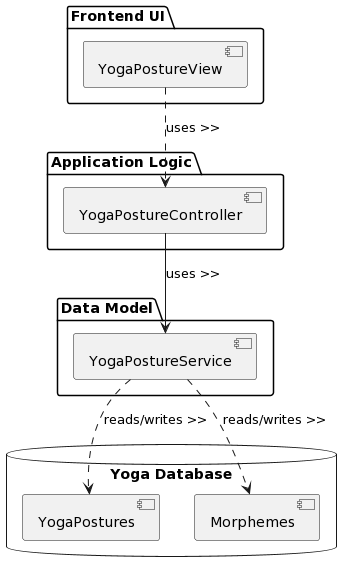 Frontend UI
YogaPostureView
uses >>
Application Logic
YogaPostureController
uses >>
Data Model
YogaPostureService
reads/writes >> reads/writes >>
Yoga Database
YogaPostures Morphemes